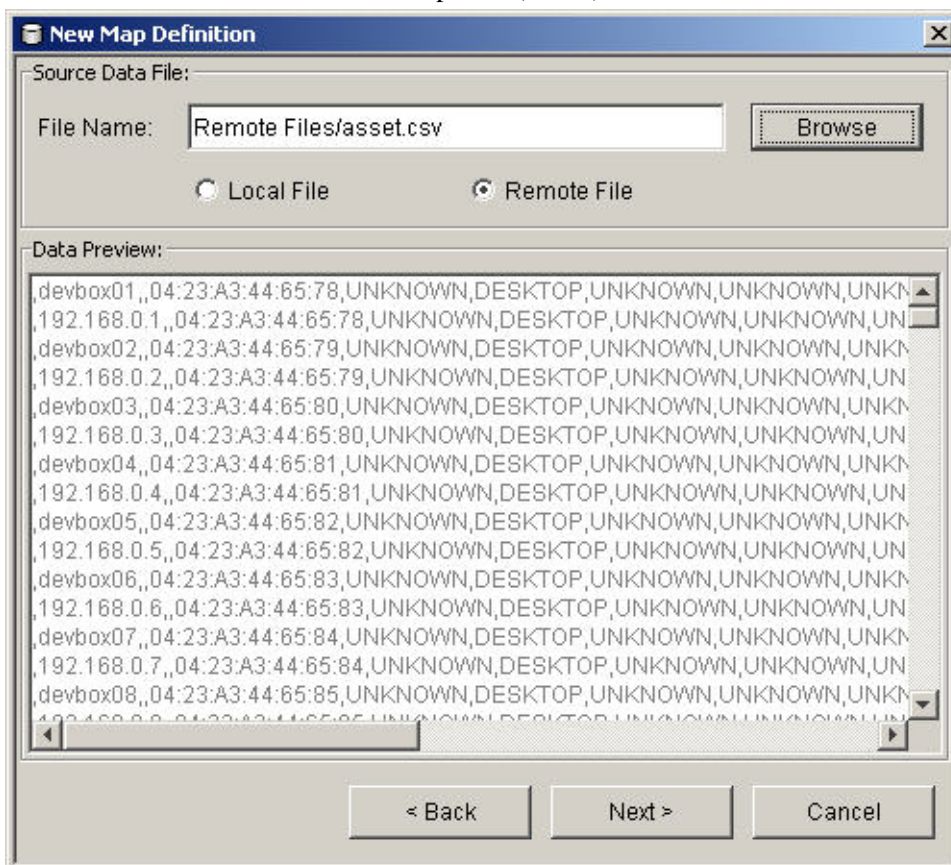 New Map Definition
Source Data File:
File Name: Remote Files/asset.csv Browse
Local File Remote File
Data Preview:
,devbox01,,04:23:A3:44:65:78,UNKNOWN,DESKTOP,UNKNOWN,UNKNOWN,UNKN
,192.168.0.1,,04:23:A3:44:65:78,UNKNOWN,DESKTOP,UNKNOWN,UNKNOWN,UN
,devbox02,,04:23:A3:44:65:79,UNKNOWN,DESKTOP,UNKNOWN,UNKNOWN,UNKN
,192.168.0.2,,04:23:A3:44:65:79,UNKNOWN,DESKTOP,UNKNOWN,UNKNOWN,UN
,devbox03,,04:23:A3:44:65:80,UNKNOWN,DESKTOP,UNKNOWN,UNKNOWN,UNKN
,192.168.0.3,,04:23:A3:44:65:80,UNKNOWN,DESKTOP,UNKNOWN,UNKNOWN,UN
,devbox04,,04:23:A3:44:65:81,UNKNOWN,DESKTOP,UNKNOWN,UNKNOWN,UNKN
,192.168.0.4,,04:23:A3:44:65:81,UNKNOWN,DESKTOP,UNKNOWN,UNKNOWN,UN
,devbox05,,04:23:A3:44:65:82,UNKNOWN,DESKTOP,UNKNOWN,UNKNOWN,UNKN
,192.168.0.5,,04:23:A3:44:65:82,UNKNOWN,DESKTOP,UNKNOWN,UNKNOWN,UN
,devbox06,,04:23:A3:44:65:83,UNKNOWN,DESKTOP,UNKNOWN,UNKNOWN,UNKN
,192.168.0.6,,04:23:A3:44:65:83,UNKNOWN,DESKTOP,UNKNOWN,UNKNOWN,UN
,devbox07,,04:23:A3:44:65:84,UNKNOWN,DESKTOP,UNKNOWN,UNKNOWN,UNKN
,192.168.0.7,,04:23:A3:44:65:84,UNKNOWN,DESKTOP,UNKNOWN,UNKNOWN,UN
,devbox08,,04:23:A3:44:65:85,UNKNOWN,DESKTOP,UNKNOWN,UNKNOWN,UNKN
< Back Next > Cancel